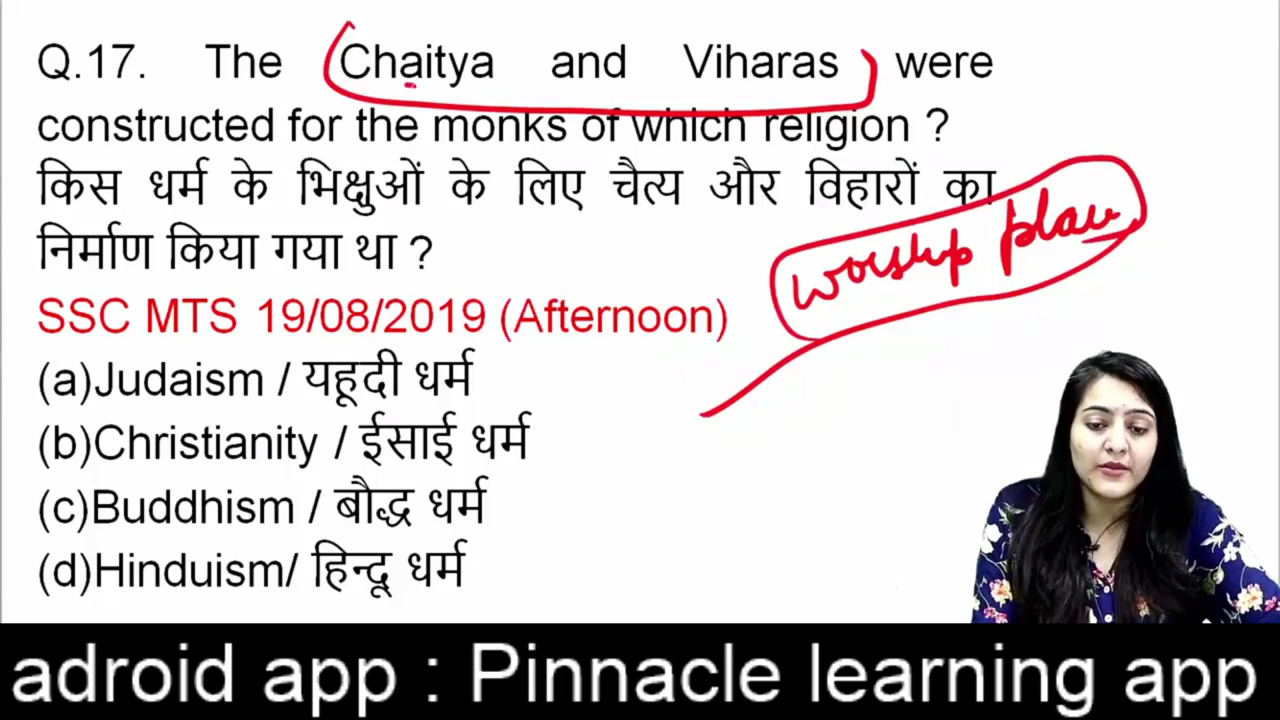 Q.17. The Chaitya and Viharas were
constructed for the monks of which religion ?
किस धर्म के भिक्षुओं के लिए चैत्य और विहारों का
निर्माण किया गया था ?
worship place
SSC MTS 19/08/2019 (Afternoon)
(a)Judaism / यहूदी धर्म
(b)Christianity / ईसाई धर्म
(c)Buddhism / बौद्ध धर्म
(d)Hinduism/ हिन्दू धर्म
adroid app : Pinnacle learning app